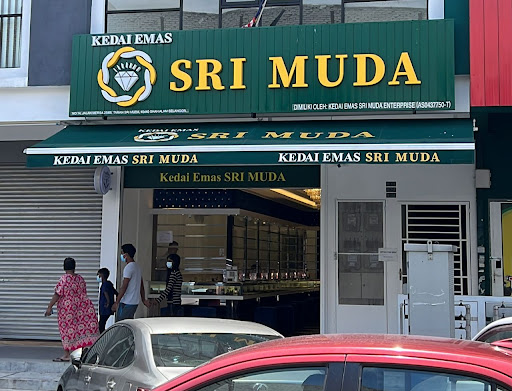 KEDAI EMAS
SRI MUDA
(DIMILIKI OLEH: KEDAI EMAS SRI MUDA ENTERPRISE (AS0437750-T)
KEDAI EMAS
SRI MUDA
KEDAI EMAS SRI MUDA
KEDAI EMAS SRI MUDA
Kedai Emas SRI MUDA